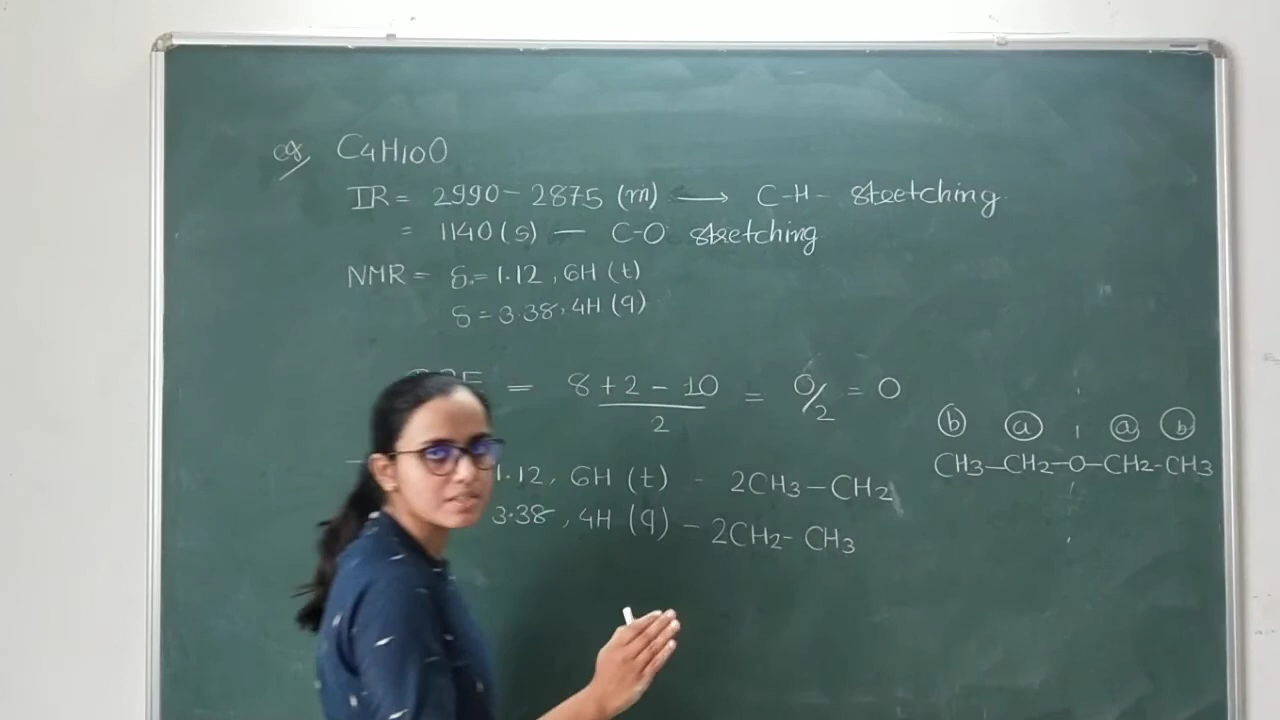 eg, C4H10O
IR = 2990 - 2875 (m) ⟶ C-H- stretching
= 1140 (s) — C-O stretching
NMR = δ = 1.12, 6H (t)
δ = 3.38, 4H (q)
= 8+2-10 / 2 = 0/2 = 0
b a a b
CH3-CH2-O-CH2-CH3
1.12, 6H (t) - 2CH3-CH2
3.38, 4H (q) - 2CH2-CH3